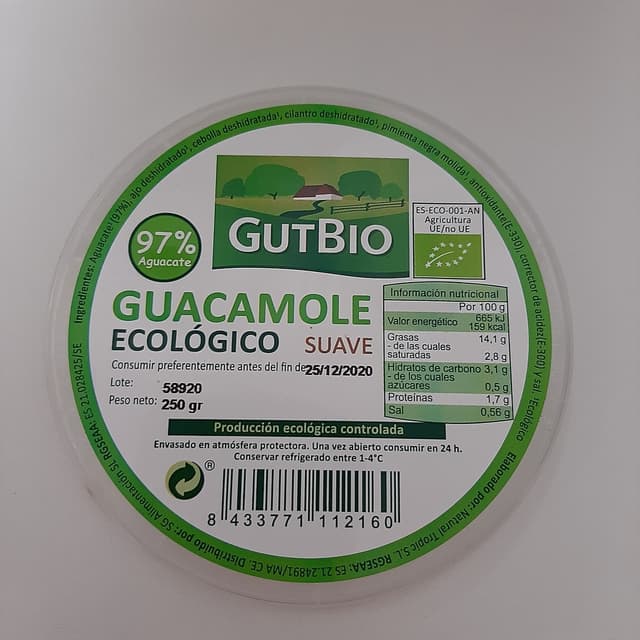 Ingredientes: Aguacate¹(97%), ajo deshidratado¹, cebolla deshidratada¹, cilantro deshidratado¹, pimienta negra molida¹, antioxidante(E-330), corrector de acidez(E-300) y sal. ¹Ecológico
Elaborado por: Natural Tropic S.L. RGSEAA: ES 21.24891/MA CE. Distribuido por: SG Alimentación SL RGSEAA: ES 21.028425/SE
GUTBIO
97%
Aguacate
ES-ECO-001-AN
Agricultura
UE/no UE
GUACAMOLE
ECOLÓGICO SUAVE
Consumir preferentemente antes del fin de 25/12/2020
Lote: 58920
Peso neto: 250 gr
Información nutricional
Por 100 g
Valor energético 665 kJ
159 kcal
Grasas 14,1 g
- de las cuales
saturadas 2,8 g
Hidratos de carbono 3,1 g
- de los cuales
azúcares 0,5 g
Proteínas 1,7 g
Sal 0,56 g
Producción ecológica controlada
Envasado en atmósfera protectora. Una vez abierto consumir en 24 h.
Conservar refrigerado entre 1-4°C
®
8 433771 112160